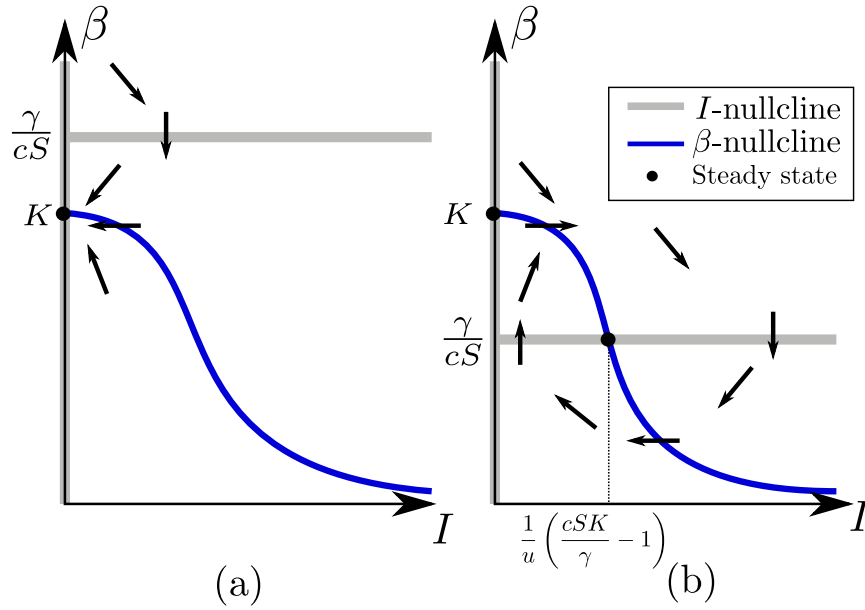 β
γ/cS
K
I
(a)
β
I-nullcline
β-nullcline
Steady state
K
γ/cS
I
1/u (cSK/γ − 1)
(b)